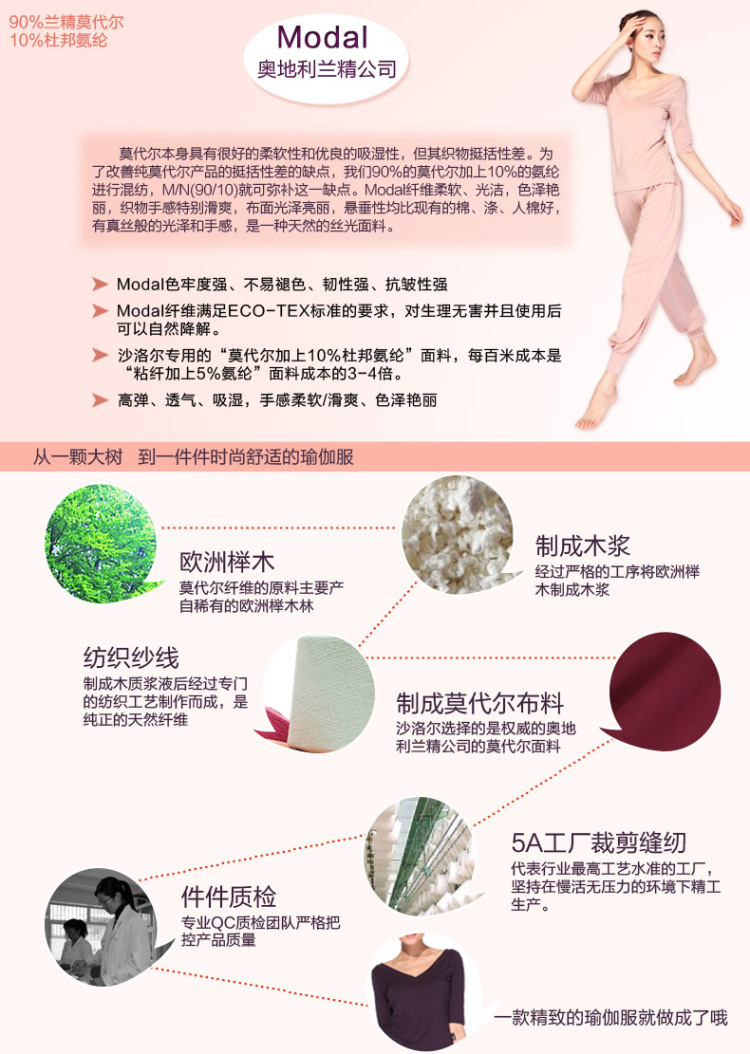 90%兰精莫代尔
10%杜邦氨纶
Modal
奥地利兰精公司
莫代尔本身具有很好的柔软性和优良的吸湿性，但其织物挺括性差。为
了改善纯莫代尔产品的挺括性差的缺点，我们90%的莫代尔加上10%的氨纶
进行混纺，M/N(90/10)就可弥补这一缺点。Modal纤维柔软、光洁，色泽艳
丽，织物手感特别滑爽，布面光泽亮丽，悬垂性均比现有的棉、涤、人棉好，
有真丝般的光泽和手感，是一种天然的丝光面料。
Modal色牢度强、不易褪色、韧性强、抗皱性强
Modal纤维满足ECO-TEX标准的要求，对生理无害并且使用后
可以自然降解。
沙洛尔专用的“莫代尔加上10%杜邦氨纶”面料，每百米成本是
“粘纤加上5%氨纶”面料成本的3-4倍。
高弹、透气、吸湿，手感柔软/滑爽、色泽艳丽
从一颗大树 到一件件时尚舒适的瑜伽服
欧洲榉木
莫代尔纤维的原料主要产
自稀有的欧洲榉木林
制成木浆
经过严格的工序将欧洲榉
木制成木浆
纺织纱线
制成木质浆液后经过专门
的纺织工艺制作而成，是
纯正的天然纤维
制成莫代尔布料
沙洛尔选择的是权威的奥地
利兰精公司的莫代尔面料
5A工厂裁剪缝纫
代表行业最高工艺水准的工厂，
坚持在慢活无压力的环境下精工
生产。
件件质检
专业QC质检团队严格把
控产品质量
一款精致的瑜伽服就做成了哦